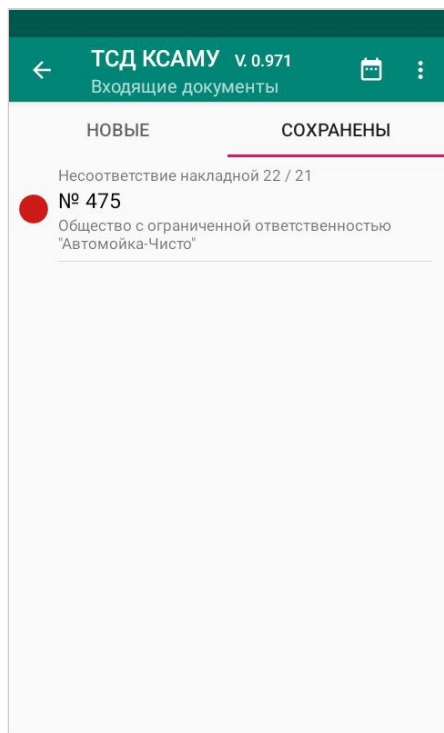 ТСД КСАМУ V. 0.971
Входящие документы
НОВЫЕ СОХРАНЕНЫ
Несоответствие накладной 22 / 21
№ 475
Общество с ограниченной ответственностью
"Автомойка-Чисто"